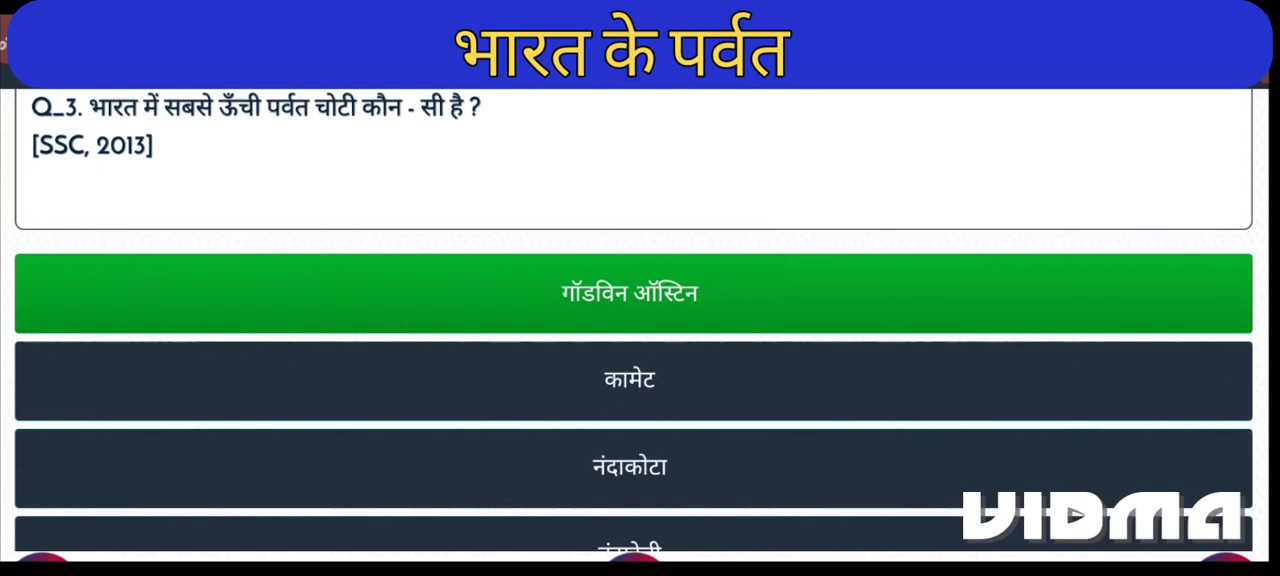 भारत के पर्वत
Q_3. भारत में सबसे ऊँची पर्वत चोटी कौन - सी है ?
[SSC, 2013]
गॉडविन ऑस्टिन
कामेट
नंदाकोटा
VIDMA